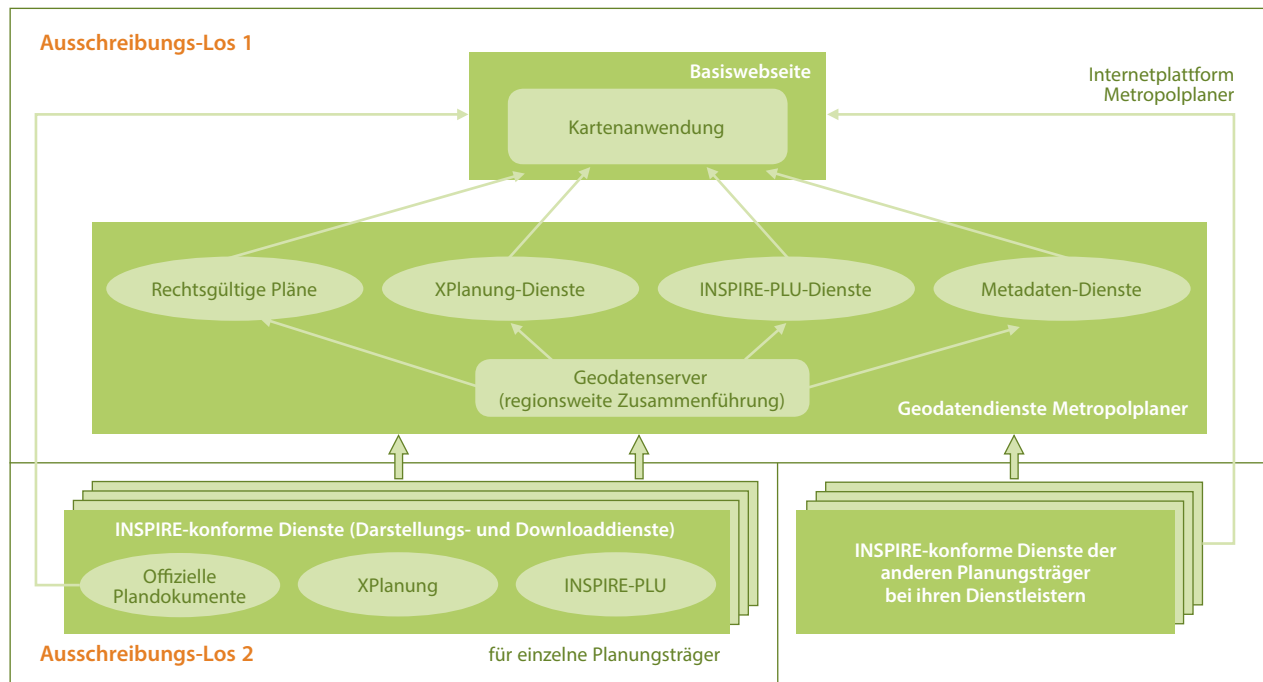 Ausschreibungs-Los 1
Basiswebseite
Internetplattform
Metropolplaner
Kartenanwendung
Rechtsgültige Pläne
XPlanung-Dienste
INSPIRE-PLU-Dienste
Metadaten-Dienste
Geodatenserver
(regionsweite Zusammenführung)
Geodatendienste Metropolplaner
INSPIRE-konforme Dienste (Darstellungs- und Downloaddienste)
Offizielle
Plandokumente
XPlanung
INSPIRE-PLU
INSPIRE-konforme Dienste der
anderen Planungsträger
bei ihren Dienstleistern
Ausschreibungs-Los 2
für einzelne Planungsträger